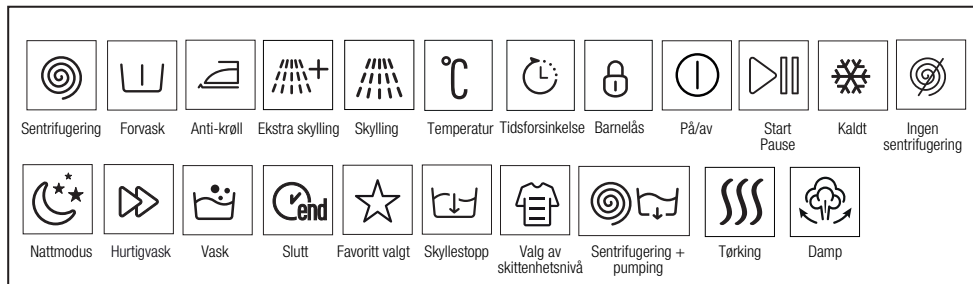 ℃
Sentrifugering Forvask Anti-krøll Ekstra skylling Skylling Temperatur Tidsforsinkelse Barnelås På/av Start Pause Kaldt Ingen sentrifugering
end
Nattmodus Hurtigvask Vask Slutt Favoritt valgt Skyllestopp Valg av skittenhetsnivå Sentrifugering + pumping Tørking Damp